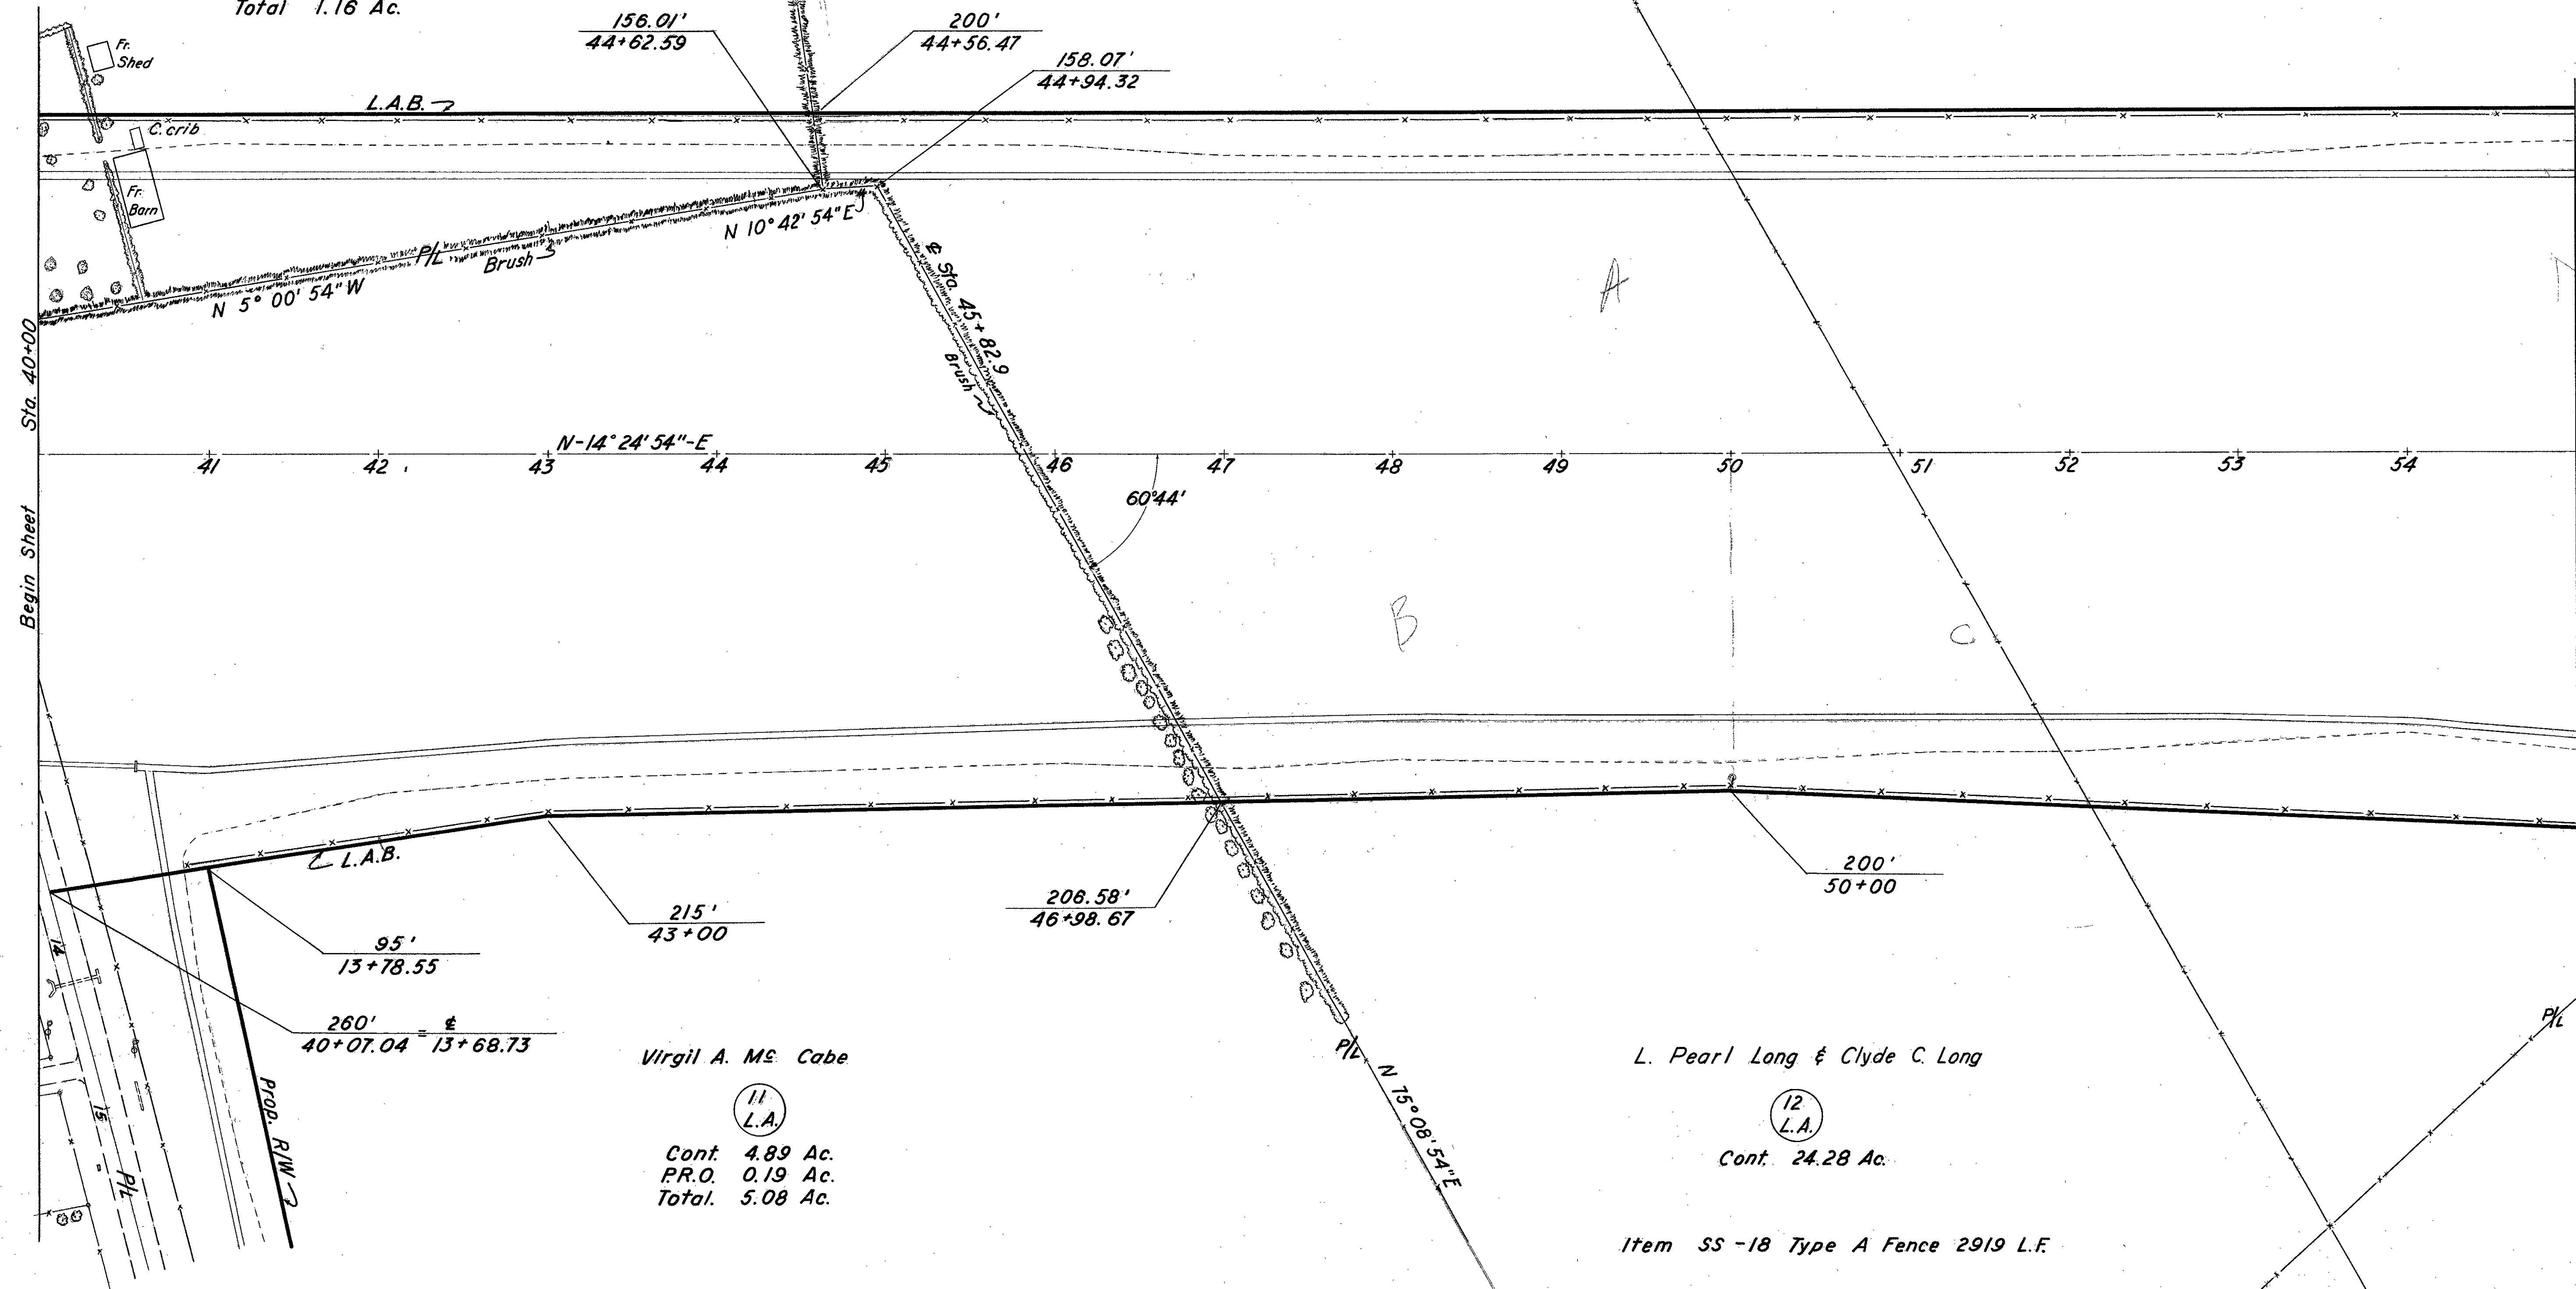 Total 1.16 Ac.
Fr.
Shed
156.01'
44+62.59
200'
44+56.47
158.07'
44+94.32
L.A.B.
C. crib
Fr.
Barn
N 10° 42' 54" E
P/L
Brush
N 5° 00' 54" W
℄ Sta. 45+82.9
Brush
A
Begin Sheet Sta. 40+00
N-14° 24' 54"-E
41 42 43 44 45 46 47 48 49 50 51 52 53 54
60°44'
B
C
L.A.B.
200'
50+00
206.58'
46+98.67
215'
43+00
95'
13+78.55
14
260' = ℄
40+07.04 13+68.73
P/L
Virgil A. Mc Cabe
11
L.A.
Cont. 4.89 Ac.
P.R.O. 0.19 Ac.
Total. 5.08 Ac.
Prop. R/W
15
P/L
P/L
N 75° 08' 54" E
L. Pearl Long & Clyde C. Long
12
L.A.
Cont. 24.28 Ac.
Item SS-18 Type A Fence 2919 L.F.